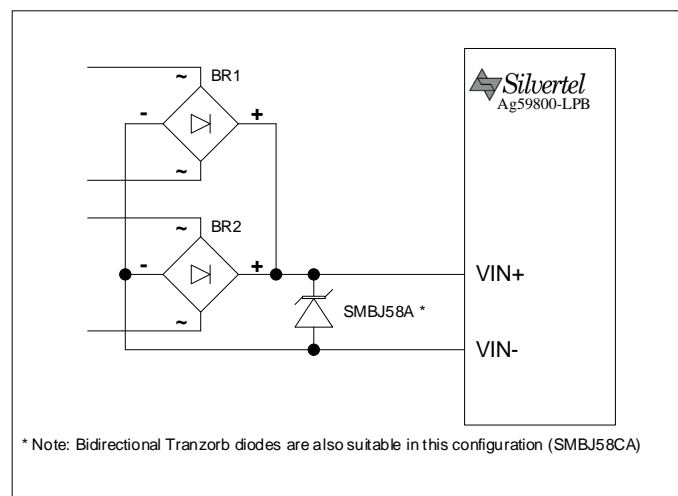 ~
BR1
-
+
~
Silvertel
Ag59800-LPB
~
BR2
-
+
~
VIN+
SMBJ58A *
VIN-
* Note: Bidirectional Tranzorb diodes are also suitable in this configuration (SMBJ58CA)